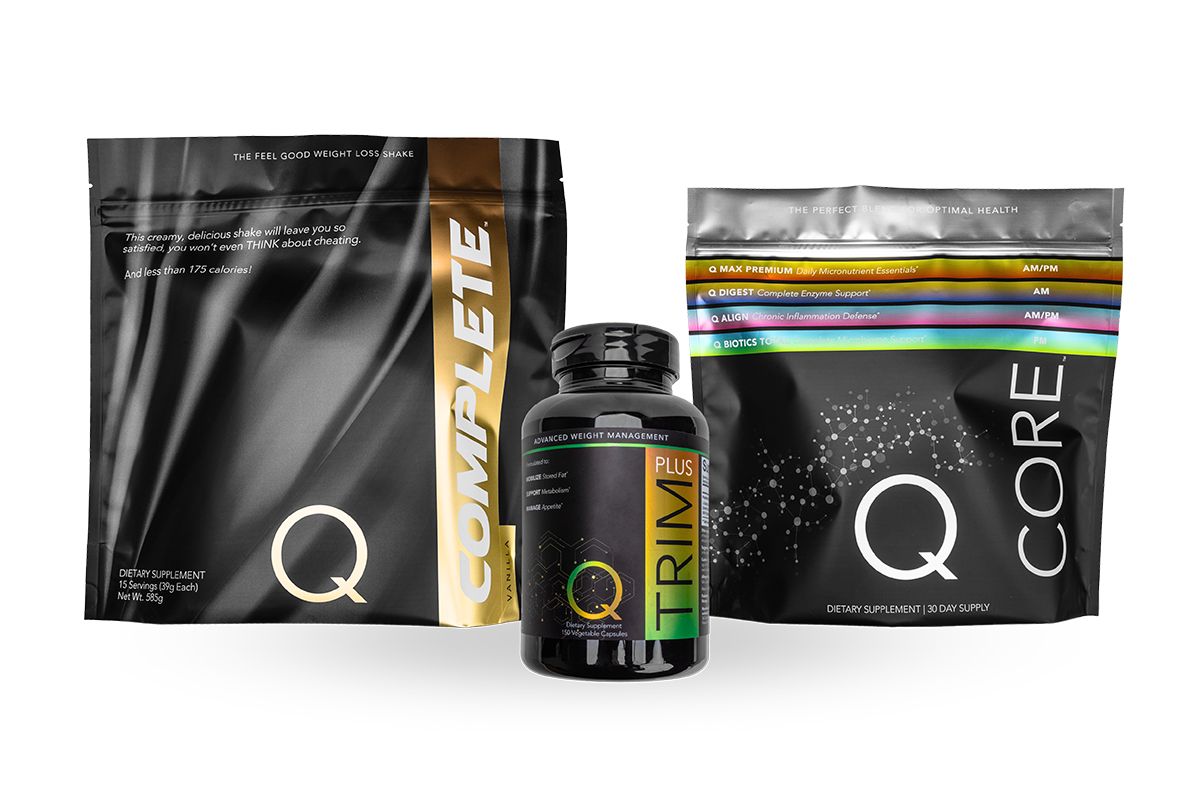 THE FEEL GOOD WEIGHT LOSS SHAKE
This creamy, delicious shake will leave you so
satisfied, you won't even THINK about cheating.
And less than 175 calories!
COMPLETE™
VANILLA
Q
DIETARY SUPPLEMENT
15 Servings (39g Each)
Net Wt. 585g
ADVANCED WEIGHT MANAGEMENT
Formulated to:
MOBILIZE Stored Fat*
SUPPORT Metabolism*
MANAGE Appetite*
TRIM PLUS
Q
Dietary Supplement
150 Vegetable Capsules
THE PERFECT BLEND FOR OPTIMAL HEALTH
Q MAX PREMIUM Daily Micronutrient Essentials* AM/PM
Q DIGEST Complete Enzyme Support* AM
Q ALIGN Chronic Inflammation Defense* AM/PM
Q BIOTICS Microbiome Support* PM
CORE™
Q
DIETARY SUPPLEMENT | 30 DAY SUPPLY